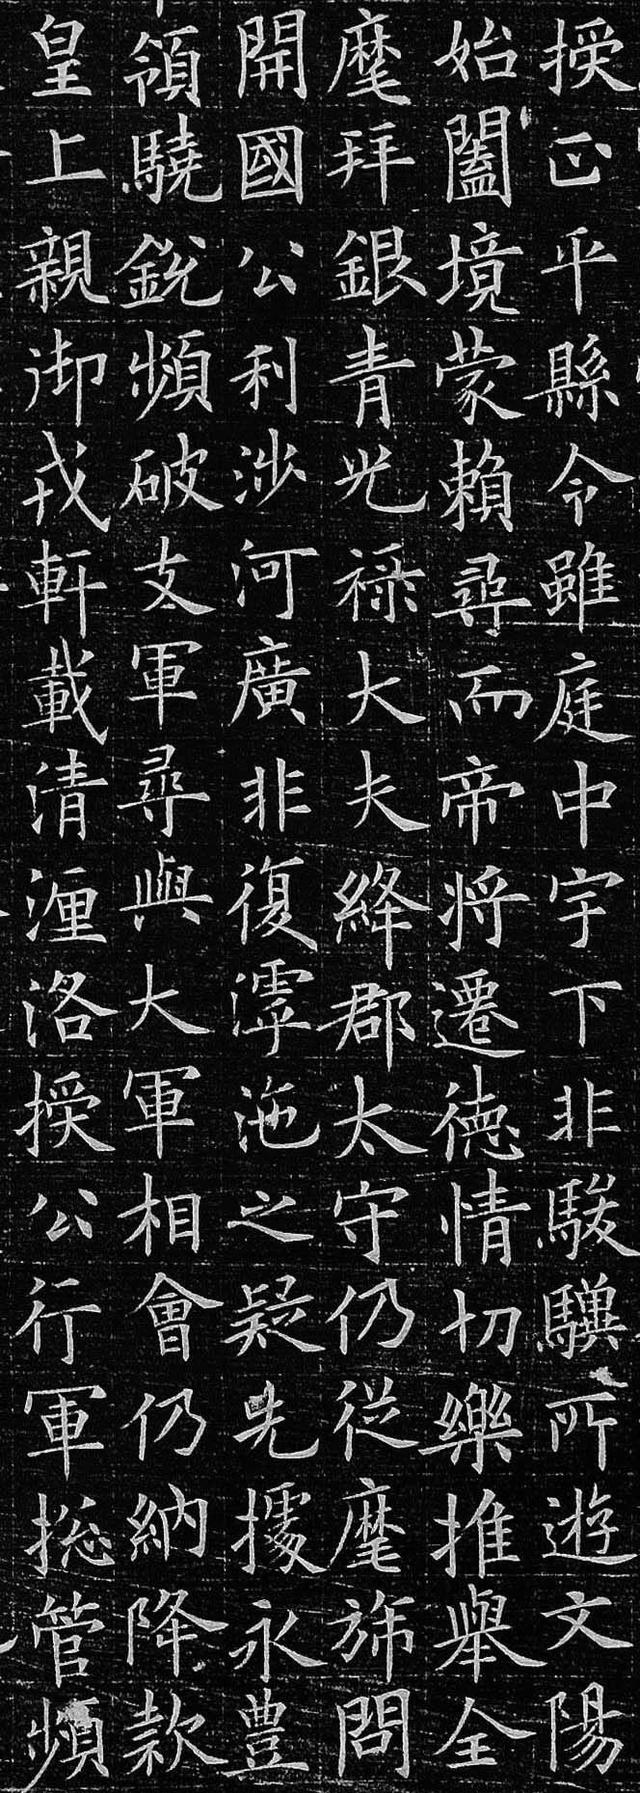 授正平縣令雖庭中宇下非駿驥所遊文陽
始闔境蒙賴尋而帝將遷德情切樂推舉全
麾拜銀青光祿大夫絳郡太守仍從麾旆問
開國公利涉河廣非復滹沱之疑先據永豊
領驍銳頻破支軍尋與大軍相會仍納降款
皇上親御戎軒載清湹洛授公行軍揔管頻